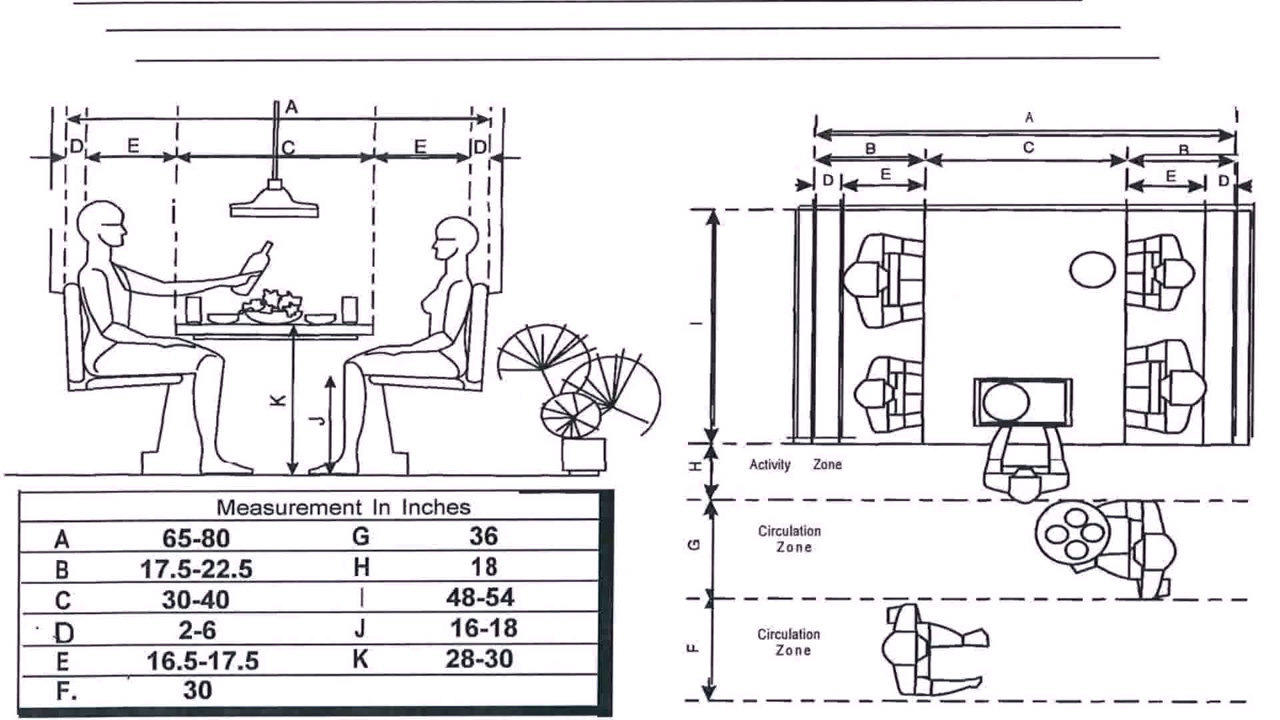 A
D E C E D
K
J
A
B C B
D E E D
I
H Activity Zone
G Circulation
Zone
F Circulation
Zone
Measurement In Inches
A 65-80 G 36
B 17.5-22.5 H 18
C 30-40 I 48-54
D 2-6 J 16-18
E 16.5-17.5 K 28-30
F. 30